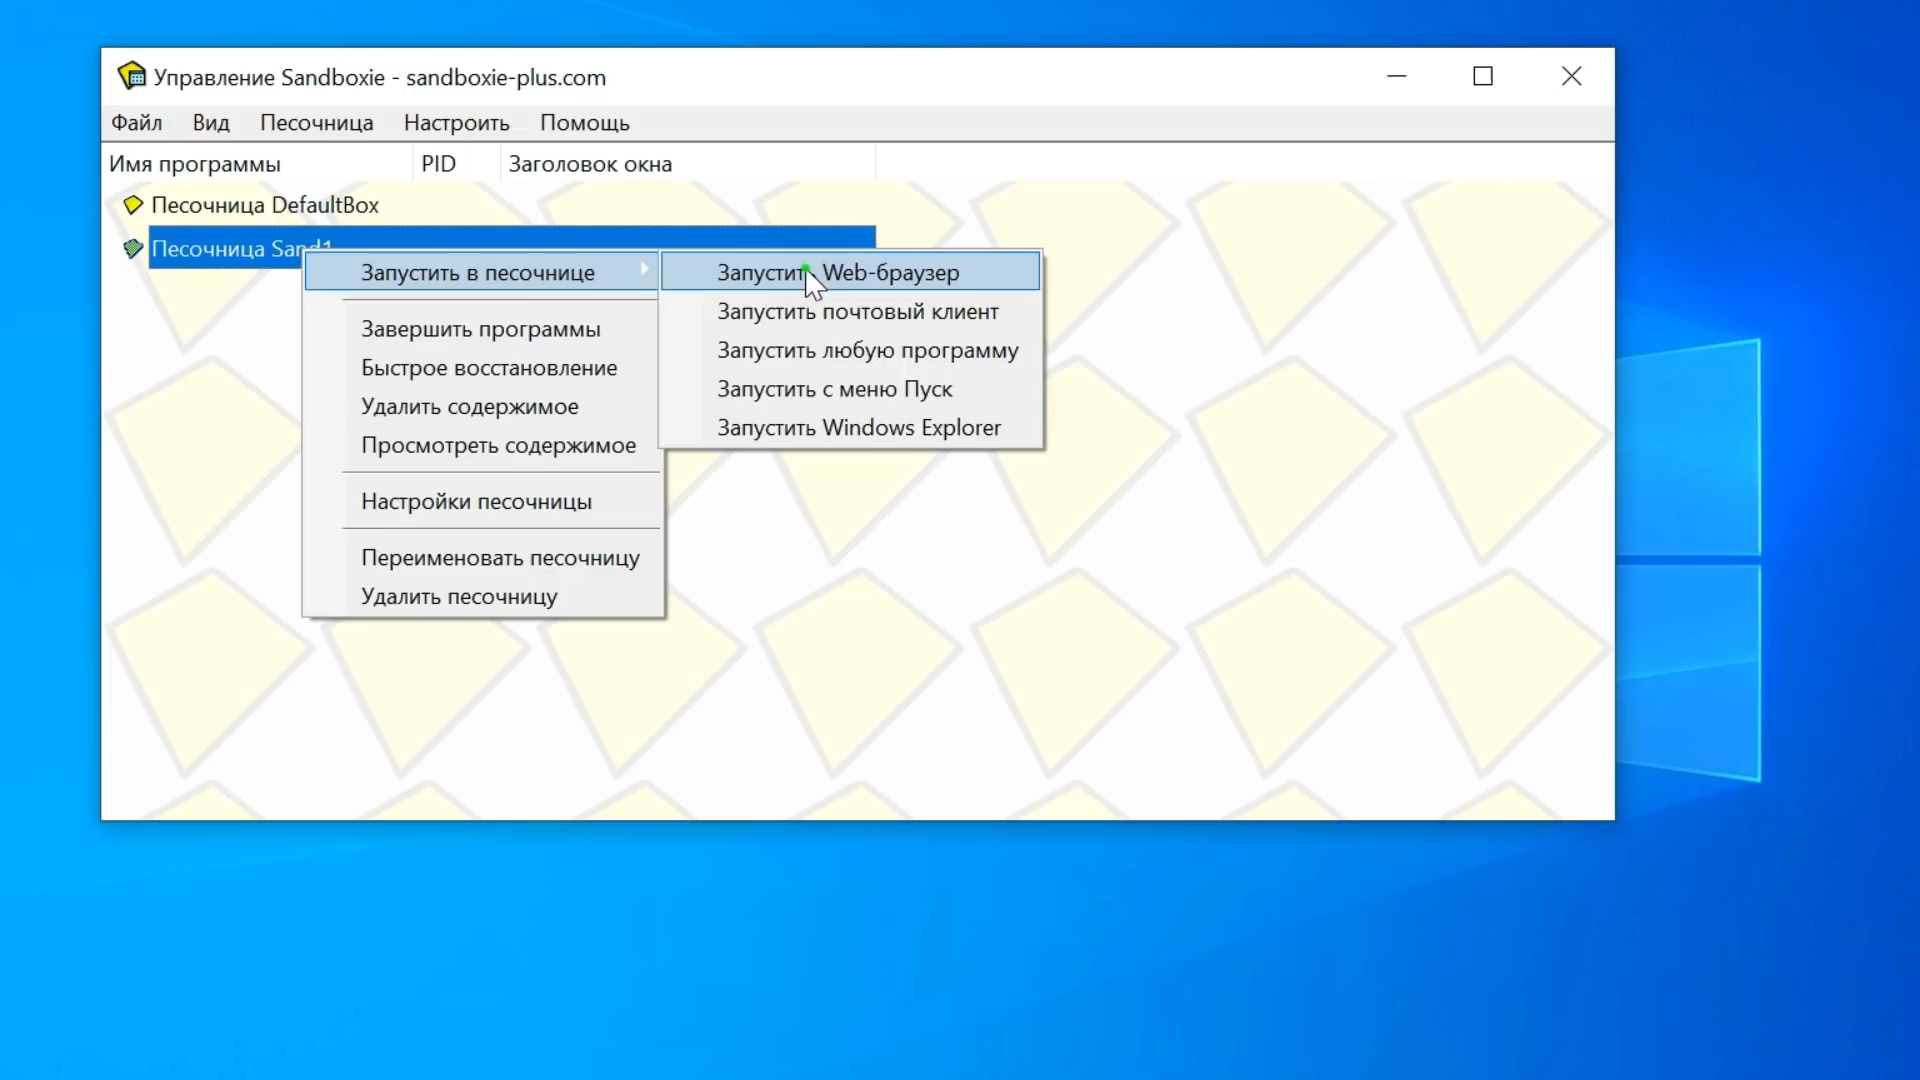 Управление Sandboxie - sandboxie-plus.com
Файл Вид Песочница Настроить Помощь
Имя программы PID Заголовок окна
Песочница DefaultBox
Песочница Sand1
Запустить в песочнице
Завершить программы
Быстрое восстановление
Удалить содержимое
Просмотреть содержимое
Настройки песочницы
Переименовать песочницу
Удалить песочницу
Запустить Web-браузер
Запустить почтовый клиент
Запустить любую программу
Запустить с меню Пуск
Запустить Windows Explorer